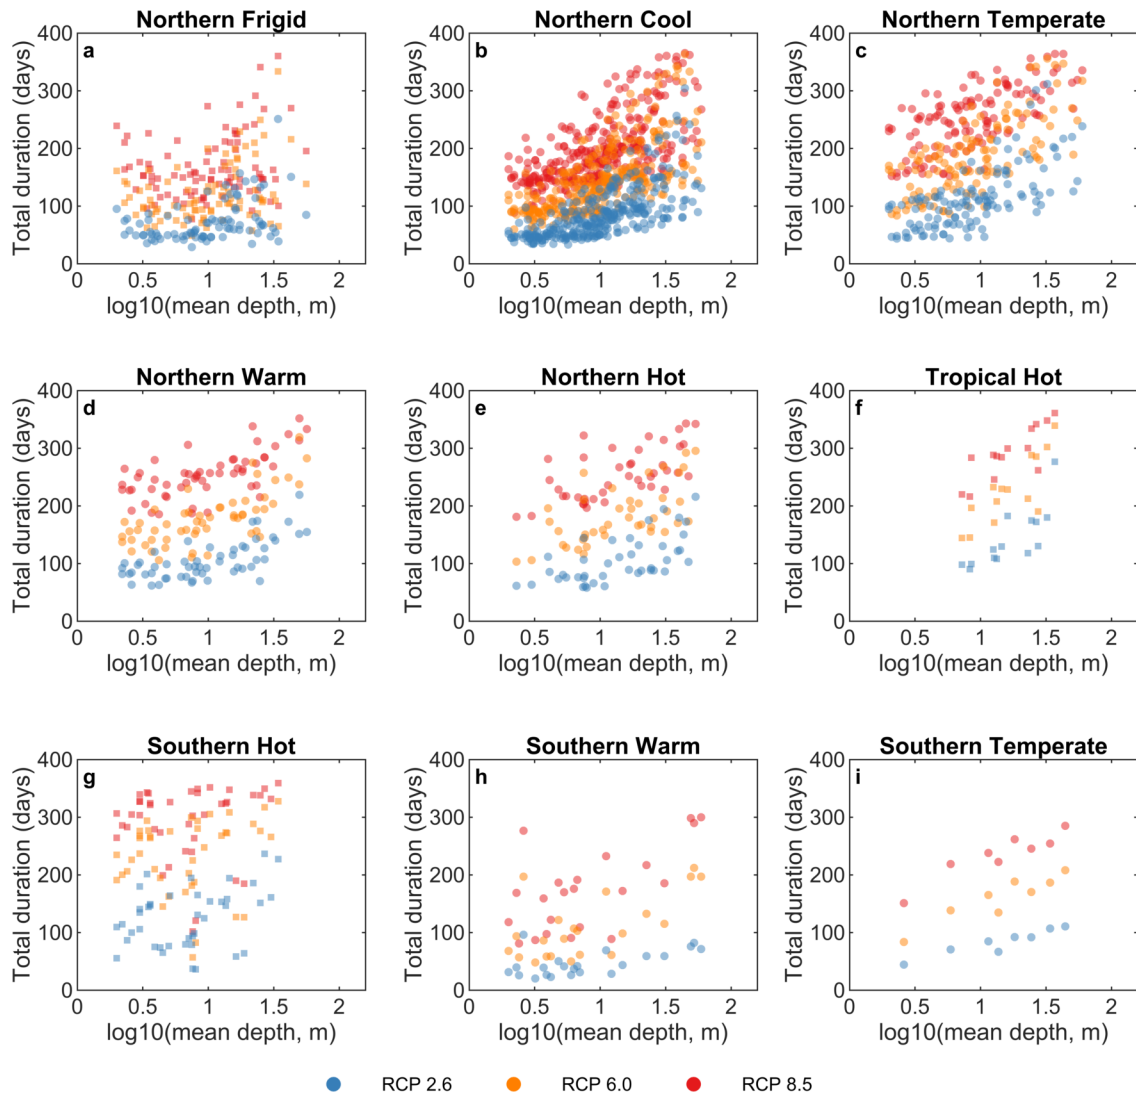 Northern Frigid
Northern Cool
Northern Temperate
a
b
c
Total duration (days)
400
300
200
100
0
Total duration (days)
400
300
200
100
0
Total duration (days)
400
300
200
100
0
0 0.5 1 1.5 2
0 0.5 1 1.5 2
0 0.5 1 1.5 2
log10(mean depth, m)
log10(mean depth, m)
log10(mean depth, m)
Northern Warm
Northern Hot
Tropical Hot
d
e
f
Total duration (days)
400
300
200
100
0
Total duration (days)
400
300
200
100
0
Total duration (days)
400
300
200
100
0
0 0.5 1 1.5 2
0 0.5 1 1.5 2
0 0.5 1 1.5 2
log10(mean depth, m)
log10(mean depth, m)
log10(mean depth, m)
Southern Hot
Southern Warm
Southern Temperate
g
h
i
Total duration (days)
400
300
200
100
0
Total duration (days)
400
300
200
100
0
Total duration (days)
400
300
200
100
0
0 0.5 1 1.5 2
0 0.5 1 1.5 2
0 0.5 1 1.5 2
log10(mean depth, m)
log10(mean depth, m)
log10(mean depth, m)
RCP 2.6
RCP 6.0
RCP 8.5